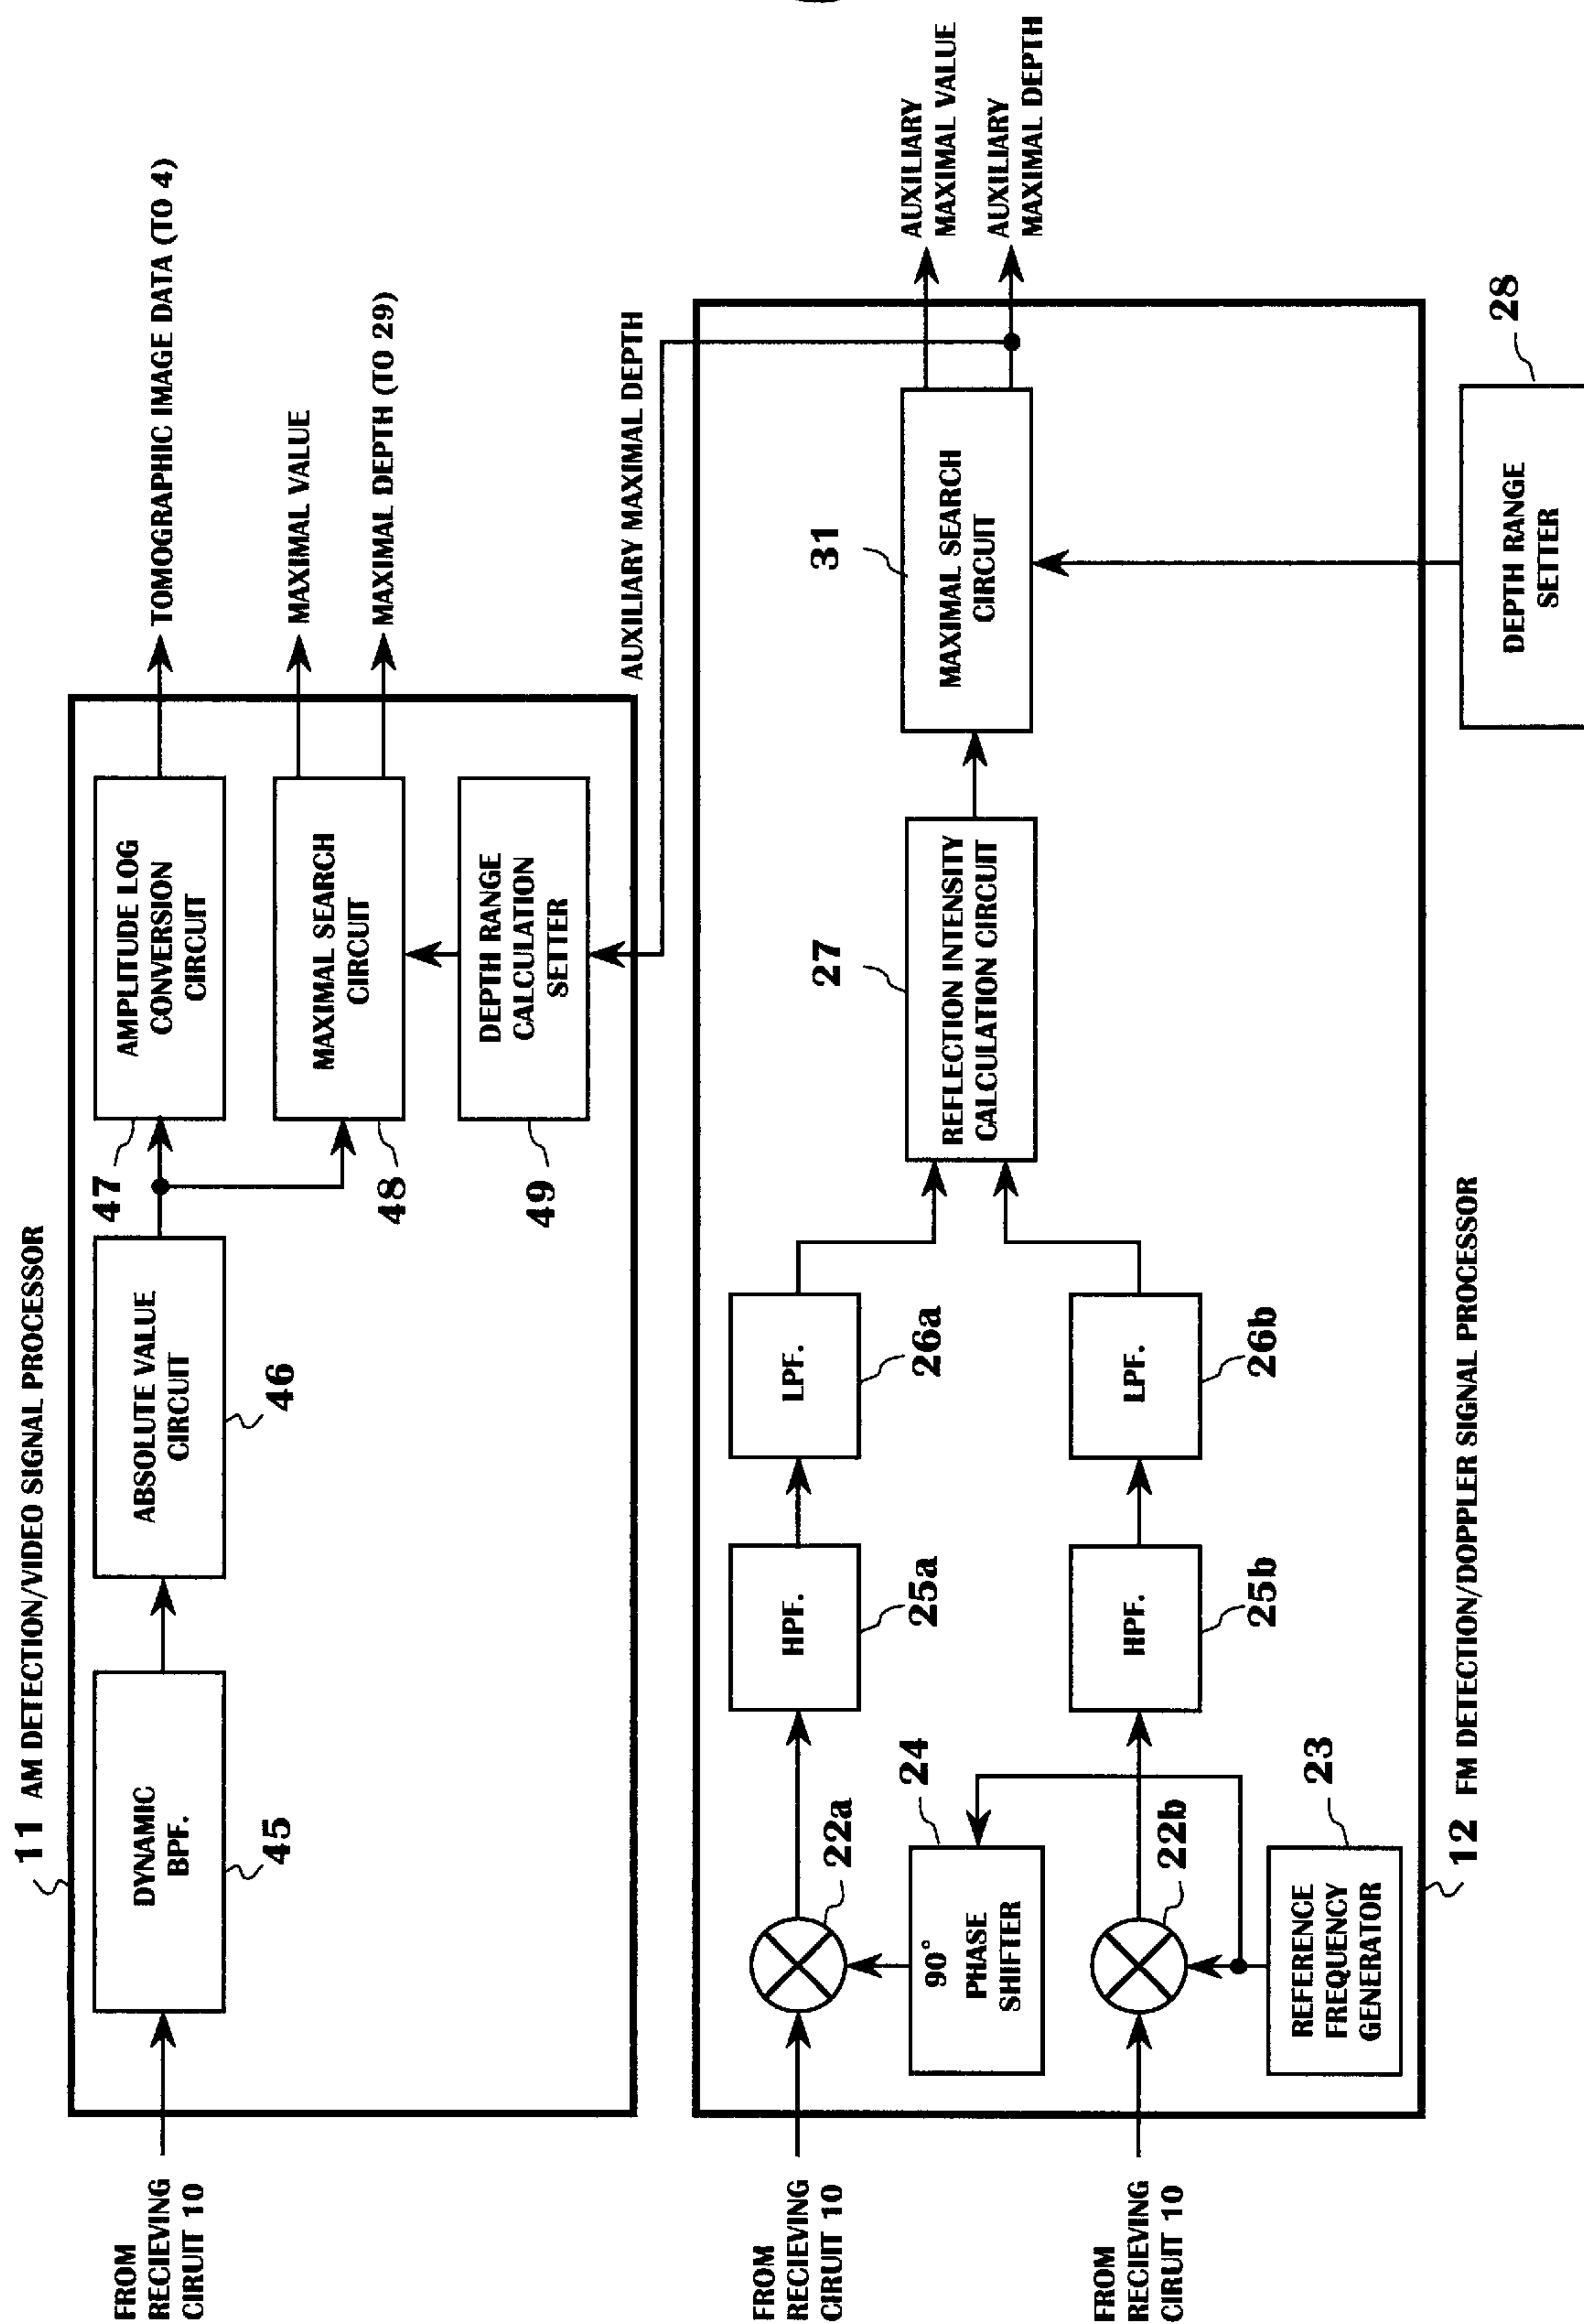 11 AM DETECTION/VIDEO SIGNAL PROCESSOR
FROM
RECIEVING
CIRUIT 10
DYNAMIC
BPF.
45
ABSOLUTE VALUE
CIRCUIT
46
47
AMPLITUDE LOG
CONVERSION
CIRCUIT
TOMOGRAPHIC IMAGE DATA (TO 4)
MAXIMAL SEARCH
CIRCUIT
48
MAXIMAL VALUE
MAXIMAL DEPTH (TO 29)
DEPTH RANGE
CALCULATION
SETTER
49
AUXILIARY MAXIMAL DEPTH
FROM
RECIEVING
CIRUIT 10
22a
HPF.
25a
LPF.
26a
90°
PHASE
SHIFTER
24
27
REFLECTION INTENSITY
CALCULATION CIRCUIT
31
MAXIMAL SEARCH
CIRCUIT
AUXILIARY
MAXIMAL VALUE
AUXILIARY
MAXIMAL DEPTH
FROM
RECIEVING
CIRUIT 10
22b
HPF.
25b
LPF.
26b
REFERENCE
FREQUENCY
GENERATOR
23
12 FM DETECTION/DOPPLER SIGNAL PROCESSOR
DEPTH RANGE
SETTER
28